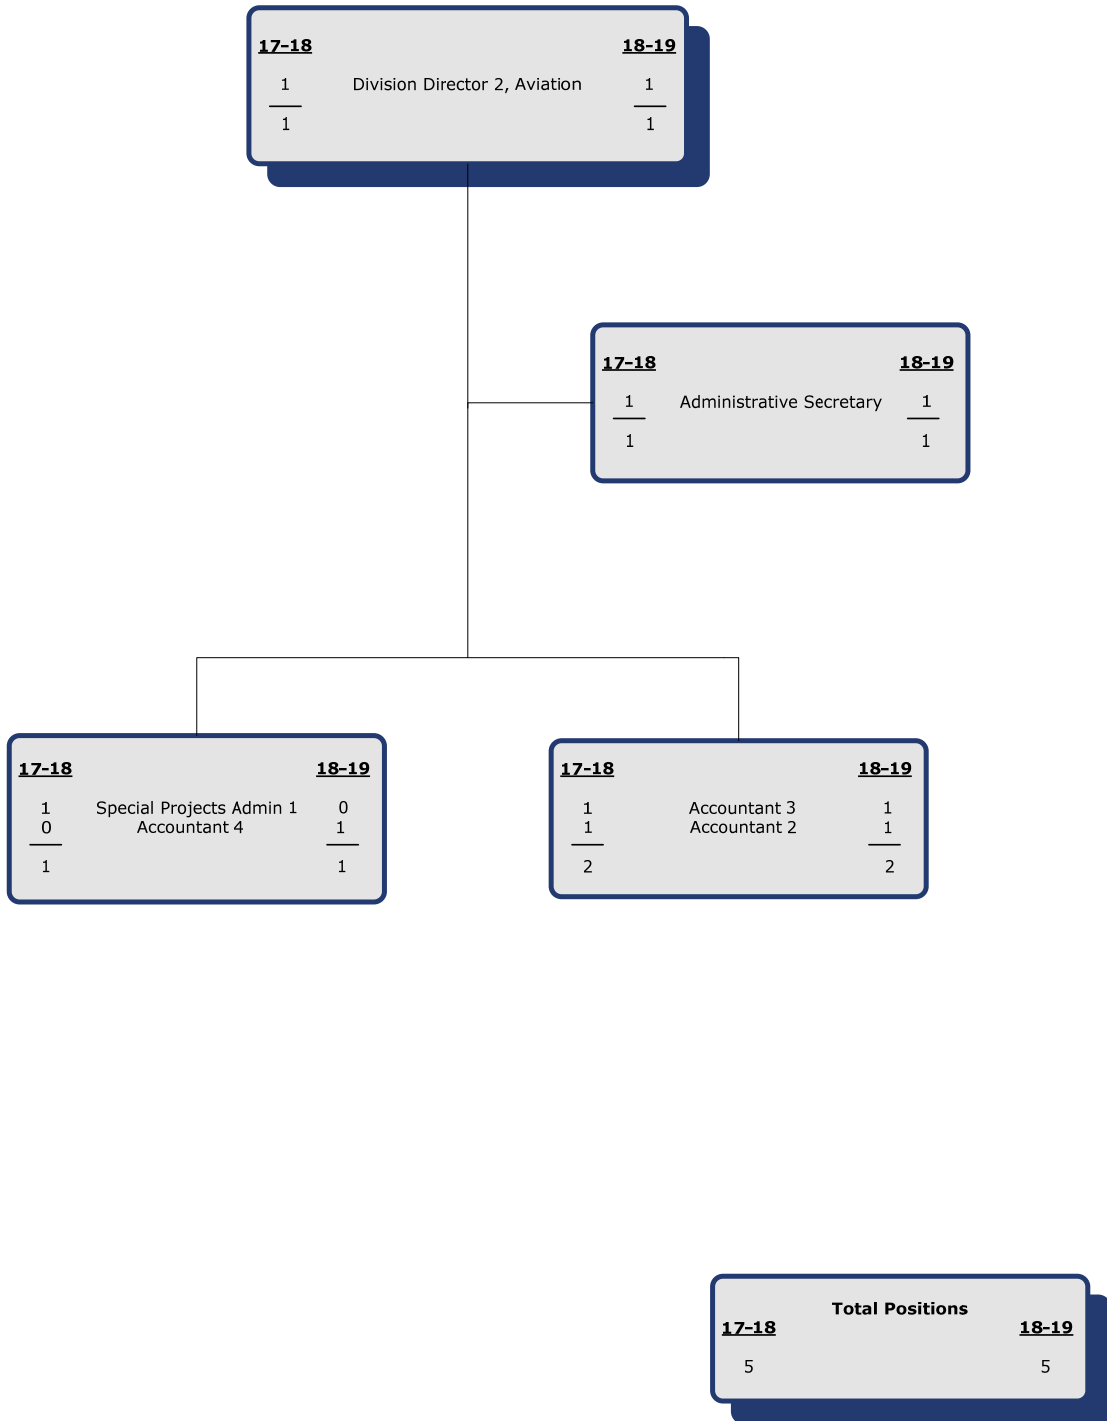 17-18 18-19
1 Division Director 2, Aviation 1
1 1
17-18 18-19
1 Administrative Secretary 1
1 1
17-18 18-19
1 Special Projects Admin 1 0
0 Accountant 4 1
1 1
17-18 18-19
1 Accountant 3 1
1 Accountant 2 1
2 2
Total Positions
17-18 18-19
5 5